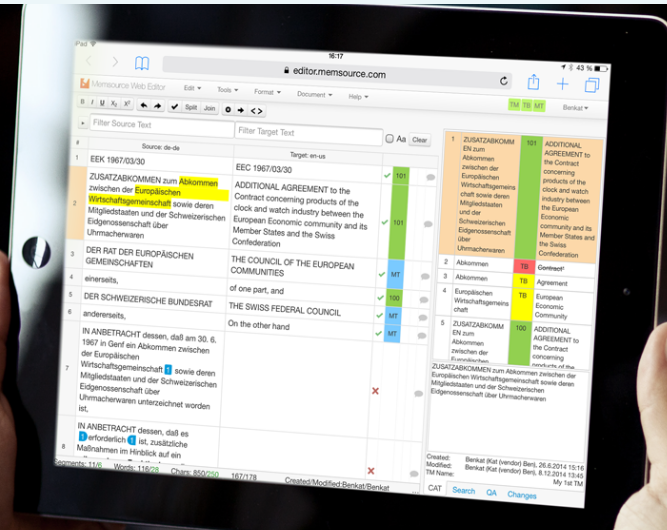 iPad
16:17
43 %
editor.memsource.com
Memsource Web Editor
Edit
Tools
Format
Document
Help
TM TB MT
Benkat
B I U X₂ X²
Split
Join
< >
Filter Source Text
Filter Target Text
Aa
Clear
#
Source: de-de
Target: en-us
1
EEK 1967/03/30
EEC 1967/03/30
101
2
ZUSATZABKOMMEN zum Abkommen
zwischen der Europäischen
Wirtschaftsgemeinschaft sowie deren
Mitgliedstaaten und der Schweizerischen
Eidgenossenschaft über
Uhrmacherwaren
ADDITIONAL AGREEMENT to the
Contract concerning products of the
clock and watch industry between the
European Economic community and its
Member States and the Swiss
Confederation
101
3
DER RAT DER EUROPÄISCHEN
GEMEINSCHAFTEN
THE COUNCIL OF THE EUROPEAN
COMMUNITIES
MT
4
einerseits,
of one part, and
100
5
DER SCHWEIZERISCHE BUNDESRAT
THE SWISS FEDERAL COUNCIL
MT
6
andererseits,
On the other hand
MT
7
IN ANBETRACHT dessen, daß am 30. 6.
1967 in Genf ein Abkommen zwischen
der Europäischen
Wirtschaftsgemeinschaft 1 sowie deren
Mitgliedstaaten und der Schweizerischen
Eidgenossenschaft über
Uhrmacherwaren unterzeichnet worden
ist,
8
IN ANBETRACHT dessen, daß es
1 erforderlich 1 ist, zusätzliche
Maßnahmen im Hinblick auf ein
Segments: 11/6
Words: 116/28
Chars: 850/250
167/178
Created/Modified:Benkat/Benkat
1
ZUSATZABKOMM
EN zum
Abkommen
zwischen der
Europäischen
Wirtschaftsgemeins
chaft sowie deren
Mitgliedstaaten
und der
Schweizerischen
Eidgenossenschaft
über
Uhrmacherwaren
101
ADDITIONAL
AGREEMENT to
the Contract
concerning
products of the
clock and watch
industry between
the European
Economic
community and its
Member States and
the Swiss
Confederation
2
Abkommen
TB
Contract
3
Abkommen
TB
Agreement
4
Europäischen
Wirtschaftsgemeins
chaft
TB
European
Economic
Community
5
ZUSATZABKOMM
EN zum
Abkommen
zwischen der
Europäischen
100
ADDITIONAL
AGREEMENT to
the Contract
concerning
products of the
ZUSATZABKOMMEN zum Abkommen zwischen der
Europäischen Wirtschaftsgemeinschaft sowie deren
Mitgliedstaaten und der Schweizerischen
Eidgenossenschaft über Uhrmacherwaren
Created:
Benkat (Kat (vendor) Ben), 26.6.2014 15:16
Modified:
Benkat (Kat (vendor) Ben), 8.12.2014 13:45
TM Name:
My 1st TM
CAT
Search
QA
Changes